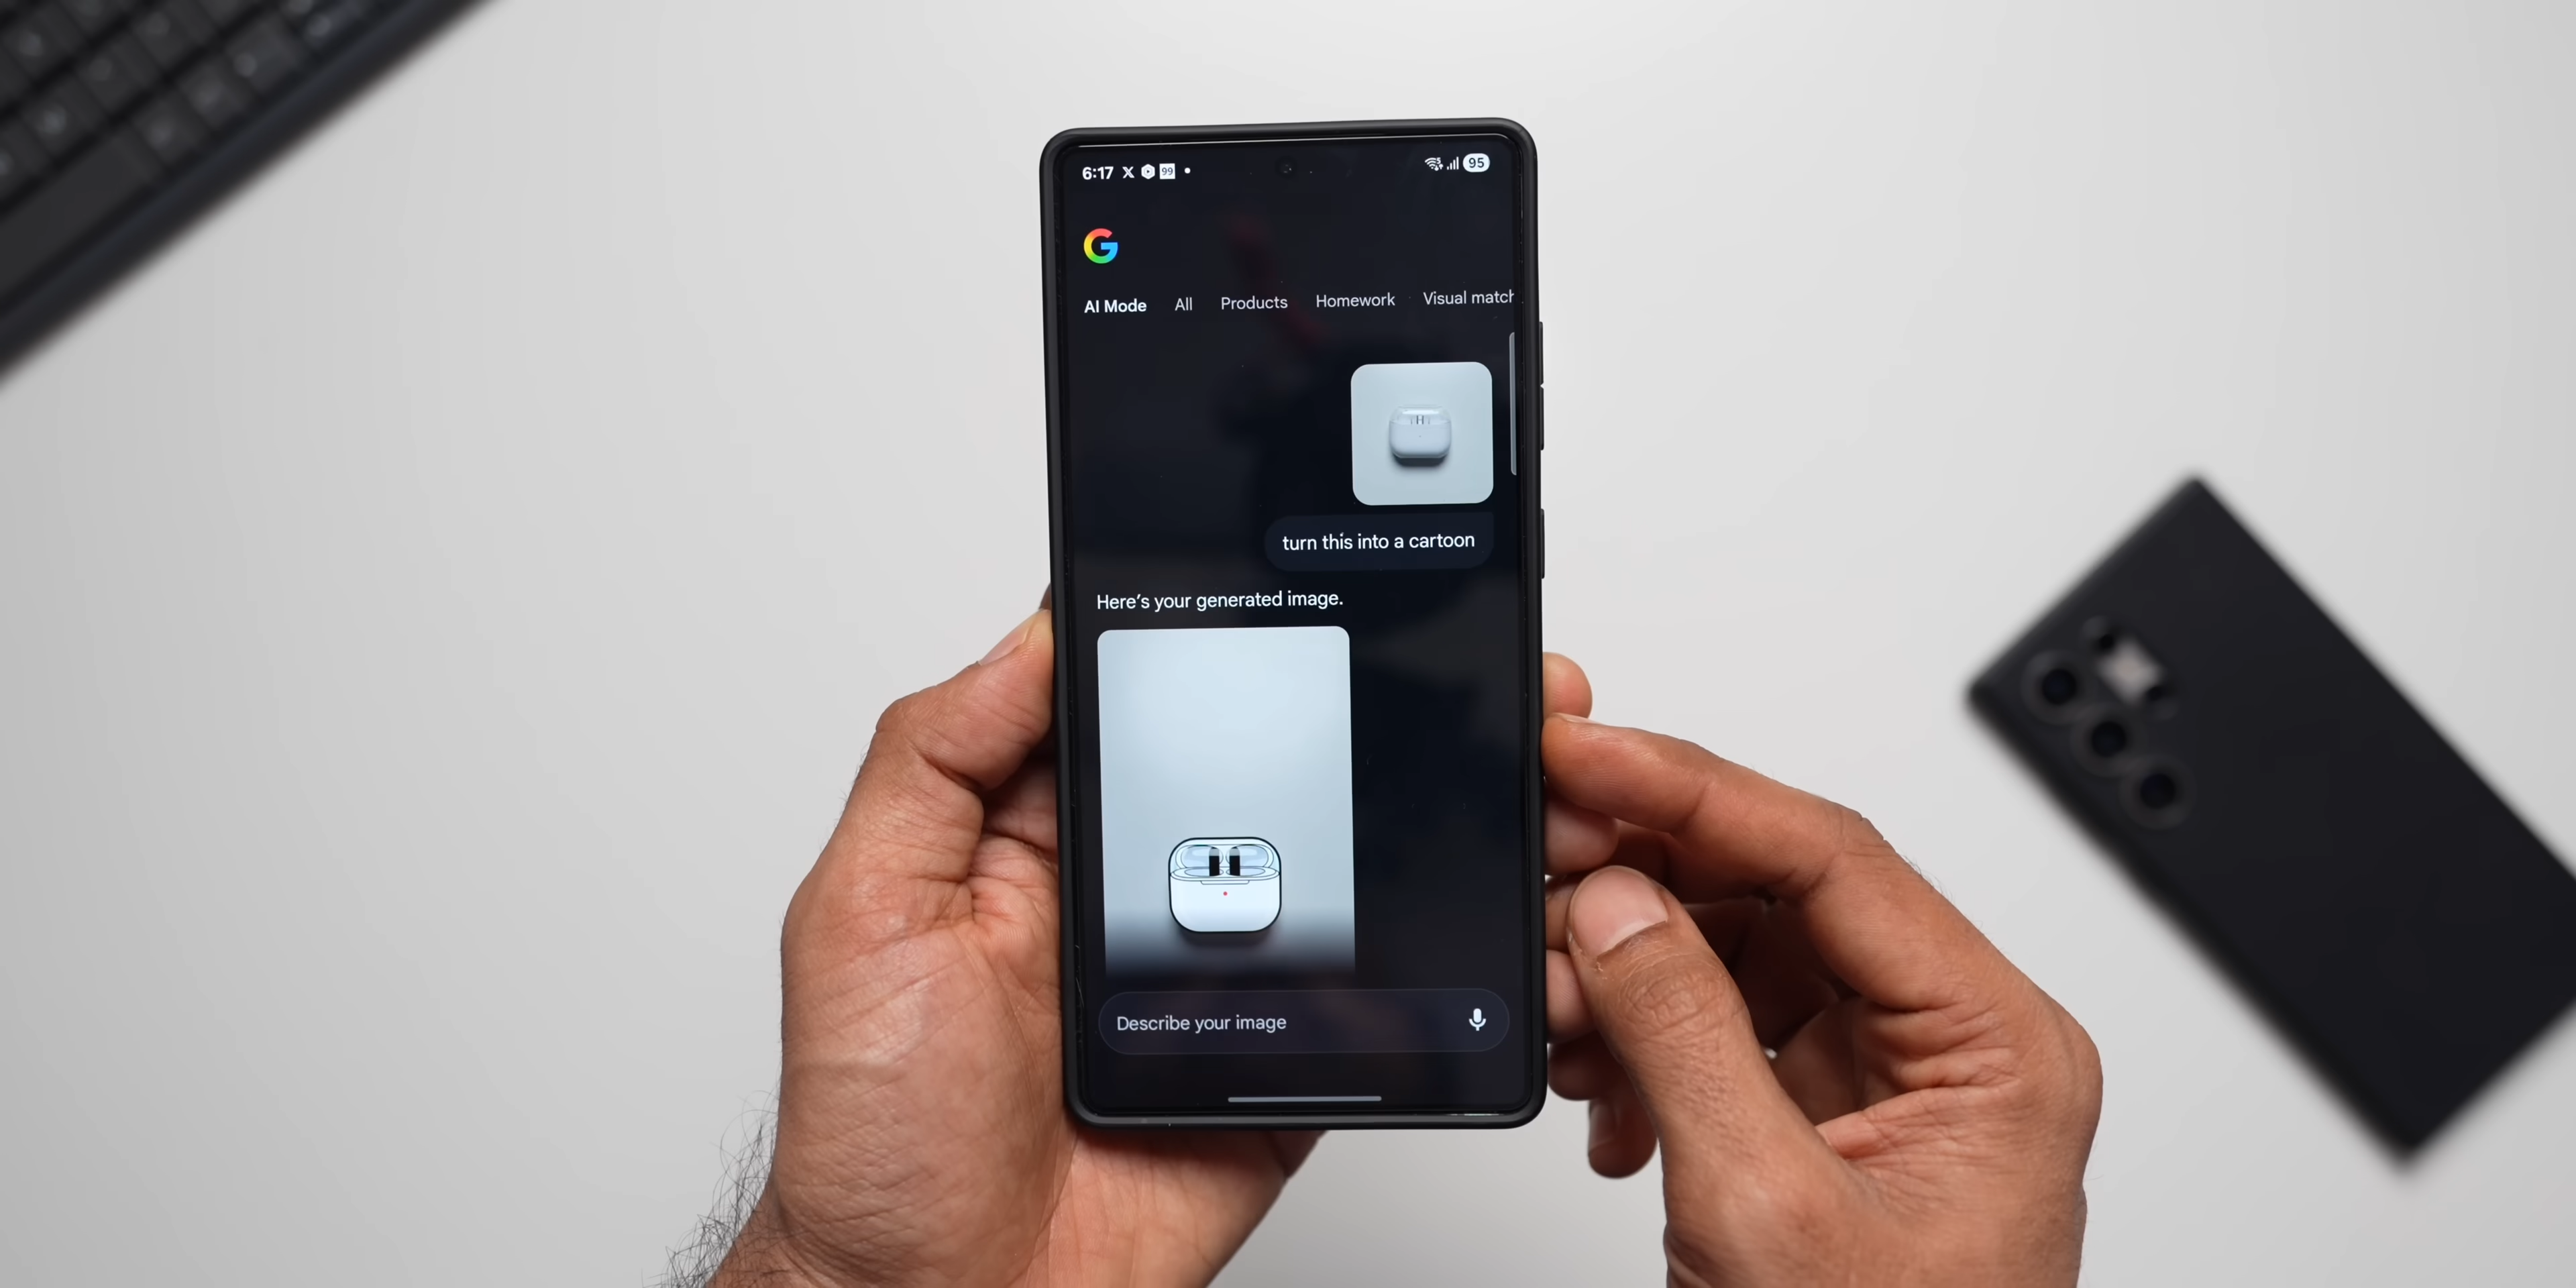 6:17 99 95
G
AI Mode All Products Homework Visual match
turn this into a cartoon
Here's your generated image.
Describe your image